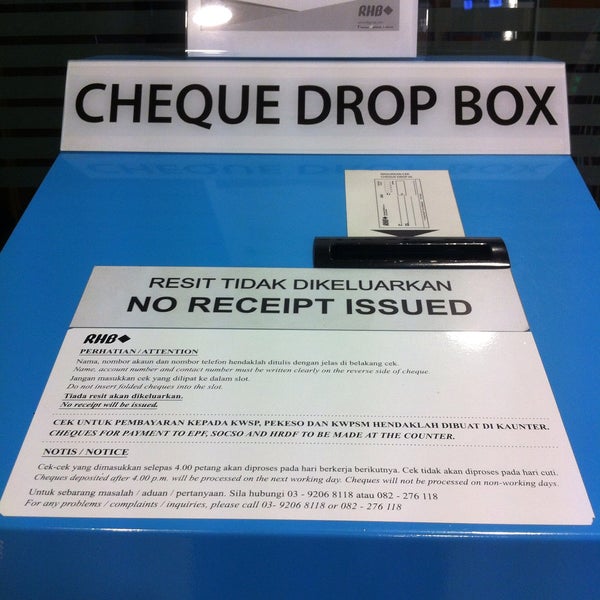 RHB
CHEQUE DROP BOX
MASUKKAN CEK
CHEQUE DROP IN
RHB
RESIT TIDAK DIKELUARKAN
NO RECEIPT ISSUED
RHB
PERHATIAN / ATTENTION
Nama, nombor akaun dan nombor telefon hendaklah ditulis dengan jelas di belakang cek.
Name, account number and contact number must be written clearly on the reverse side of cheque.
Jangan masukkan cek yang dilipat ke dalam slot.
Do not insert folded cheques into the slot.
Tiada resit akan dikeluarkan.
No receipt will be issued.
CEK UNTUK PEMBAYARAN KEPADA KWSP, PEKESO DAN KWPSM HENDAKLAH DIBUAT DI KAUNTER.
CHEQUES FOR PAYMENT TO EPF, SOCSO AND HRDF TO BE MADE AT THE COUNTER.
NOTIS / NOTICE
Cek-cek yang dimasukkan selepas 4.00 petang akan diproses pada hari berkerja berikutnya. Cek tidak akan diproses pada hari cuti.
Cheques deposited after 4.00 p.m. will be processed on the next working day. Cheques will not be processed on non-working days.
Untuk sebarang masalah / aduan / pertanyaan. Sila hubungi 03 - 9206 8118 atau 082 - 276 118
For any problems / complaints / inquiries, please call 03- 9206 8118 or 082 - 276 118